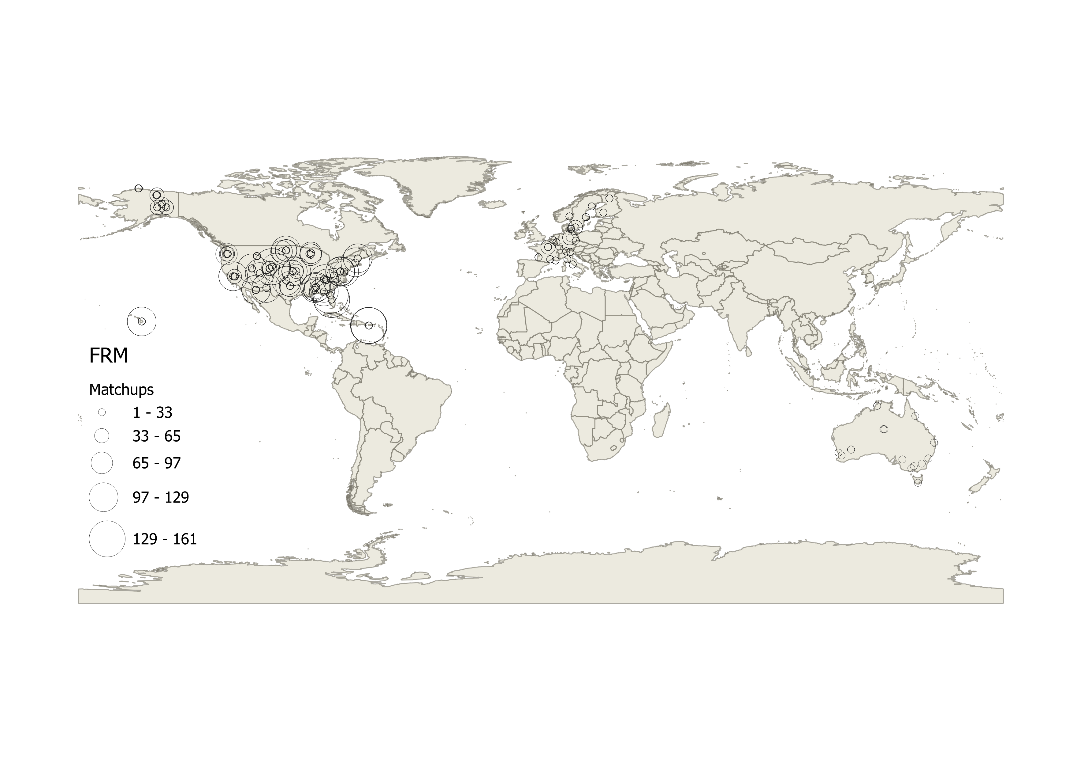 FRM
Matchups
1 - 33
33 - 65
65 - 97
97 - 129
129 - 161